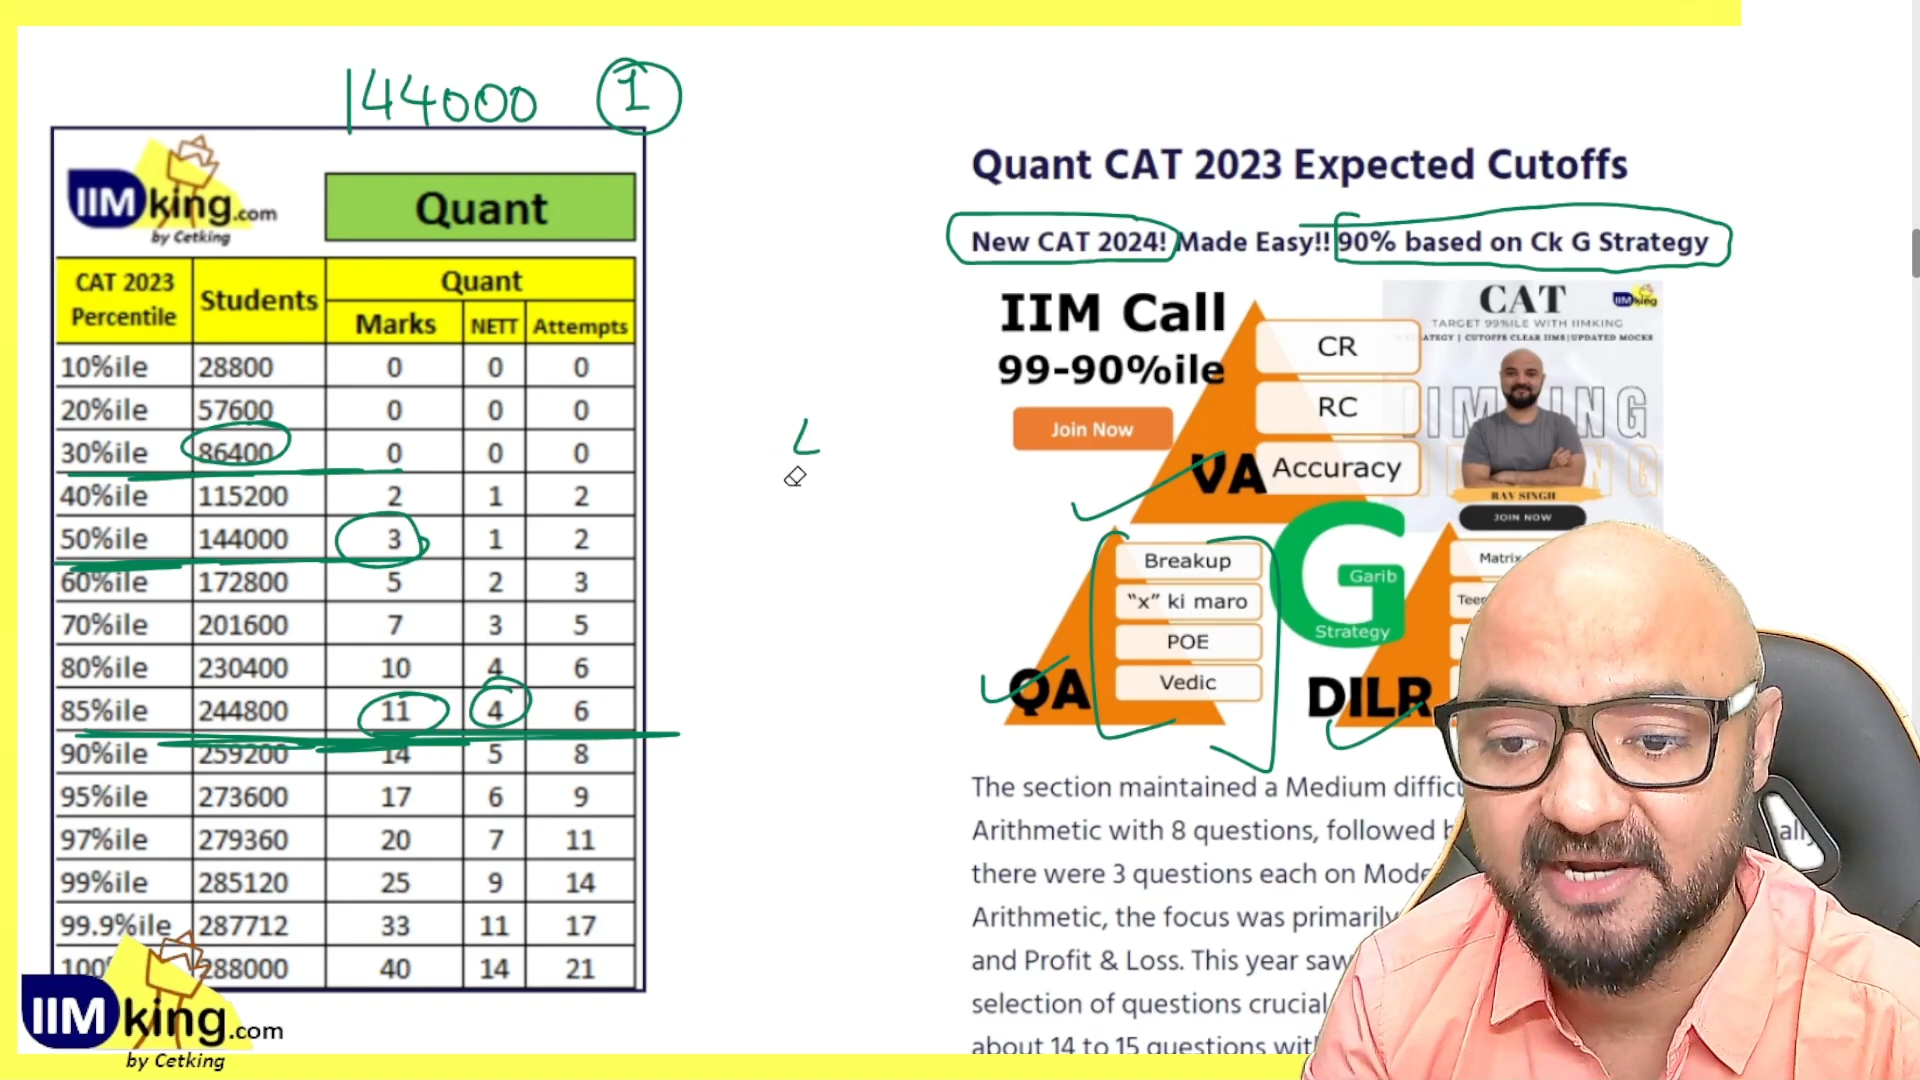 144000 1
IIMking.com
by Cetking
Quant
CAT 2023 Percentile Students Quant
Marks NETT Attempts
10%ile 28800 0 0 0
20%ile 57600 0 0 0
30%ile 86400 0 0 0
40%ile 115200 2 1 2
50%ile 144000 3 1 2
60%ile 172800 5 2 3
70%ile 201600 7 3 5
80%ile 230400 10 4 6
85%ile 244800 11 4 6
90%ile 259200 14 5 8
95%ile 273600 17 6 9
97%ile 279360 20 7 11
99%ile 285120 25 9 14
99.9%ile 287712 33 11 17
100 288000 40 14 21
IIMking.com
by Cetking
Quant CAT 2023 Expected Cutoffs
New CAT 2024! Made Easy!! 90% based on Ck G Strategy
IIM Call
99-90%ile
Join Now
CR
RC
Accuracy
VA
CAT
IIMking
TARGET 99%ILE WITH IIMKING
STRATEGY | CUTOFFS CLEAR IIMS | UPDATED MOCKS
RAV SINGH
JOIN NOW
Breakup
"x" ki maro
POE
Vedic
QA
G
Garib
Strategy
Matrix
DILR
The section maintained a Medium
Arithmetic with 8 questions, followed
there were 3 questions each on
Arithmetic, the focus was primarily
and Profit & Loss. This year saw
selection of questions crucial
about 14 to 15 questions